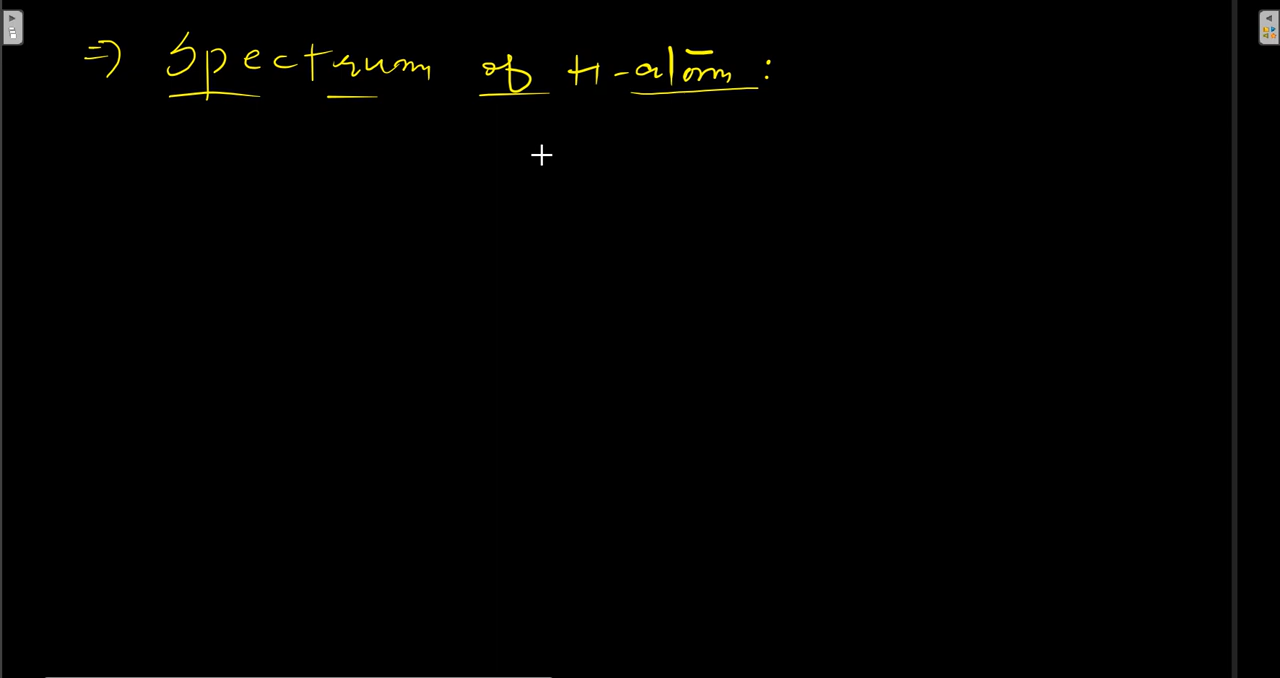 ⇒ Spectrum of H-atom :